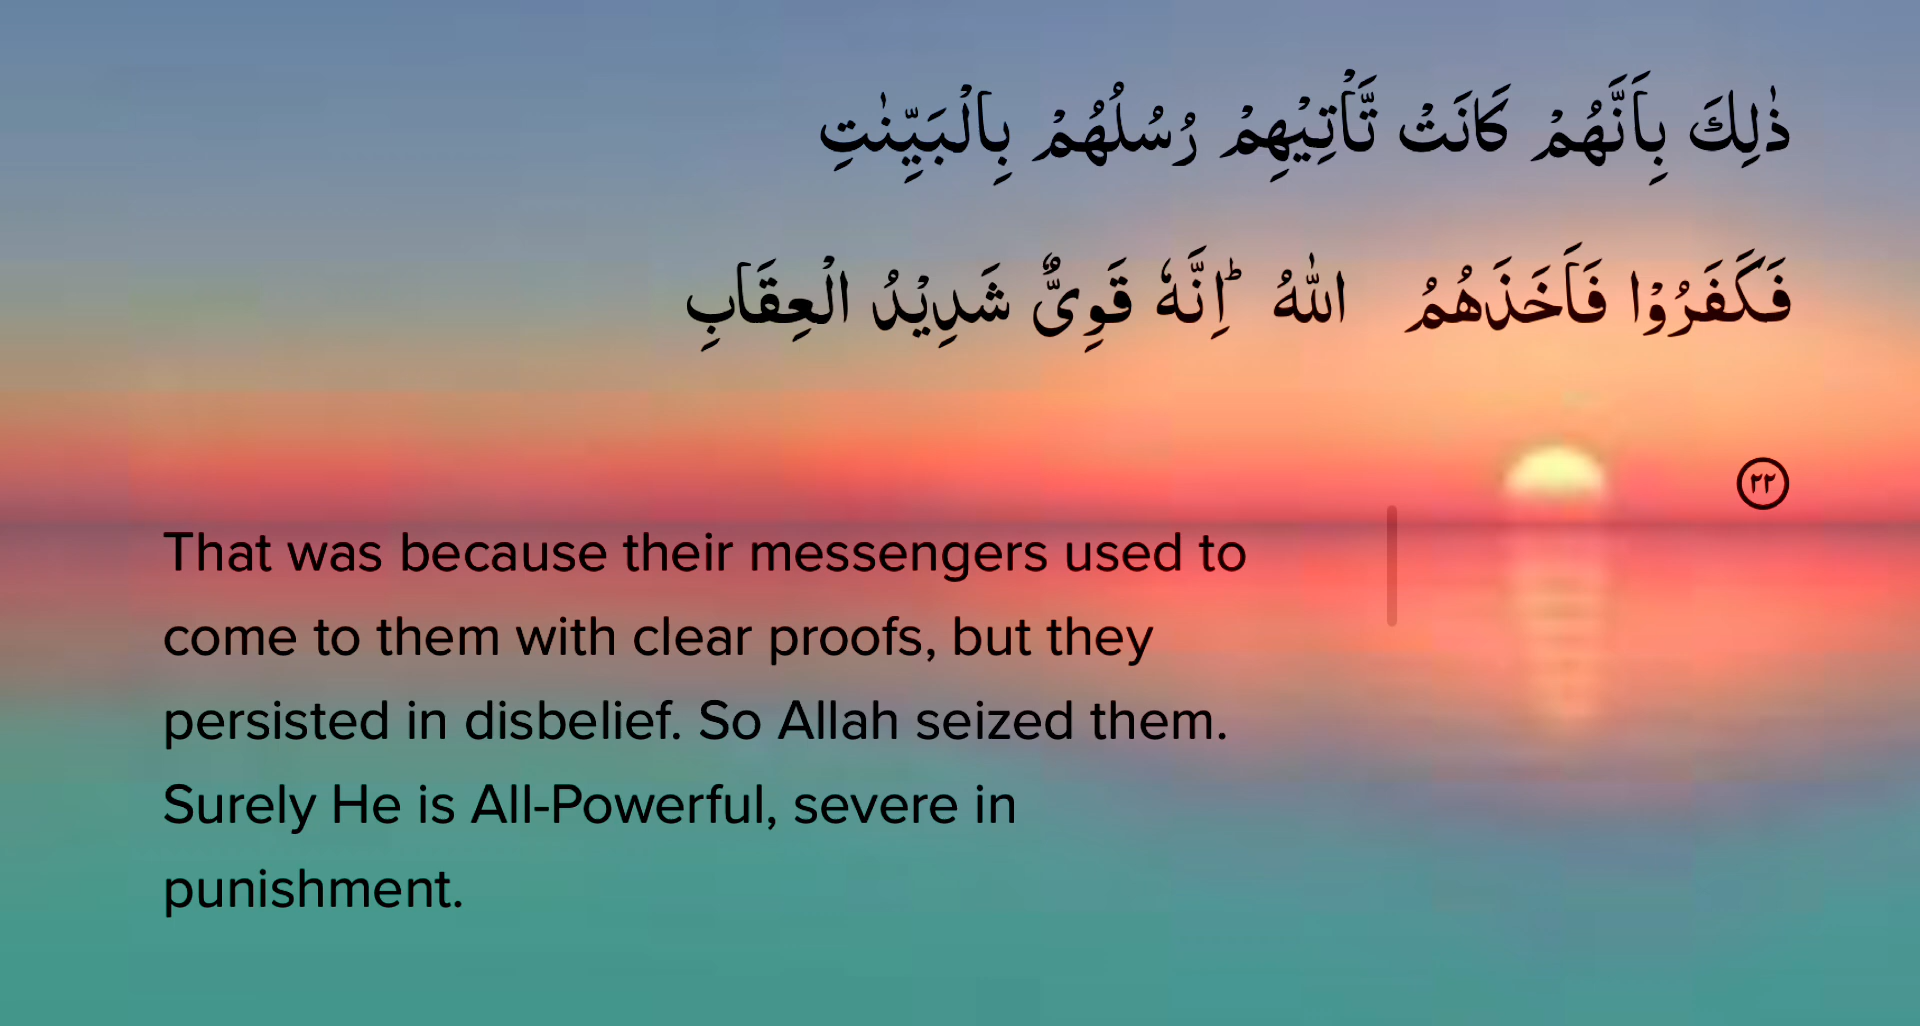 ذٰلِكَ بِاَنَّهُمْ كَانَتْ تَّاْتِيْهِمْ رُسُلُهُمْ بِالْبَيِّنٰتِ
فَكَفَرُوْا فَاَخَذَهُمُ اللّٰهُ ؕ اِنَّهٗ قَوِىٌّ شَدِيْدُ الْعِقَابِ
٢٢
That was because their messengers used to
come to them with clear proofs, but they
persisted in disbelief. So Allah seized them.
Surely He is All-Powerful, severe in
punishment.